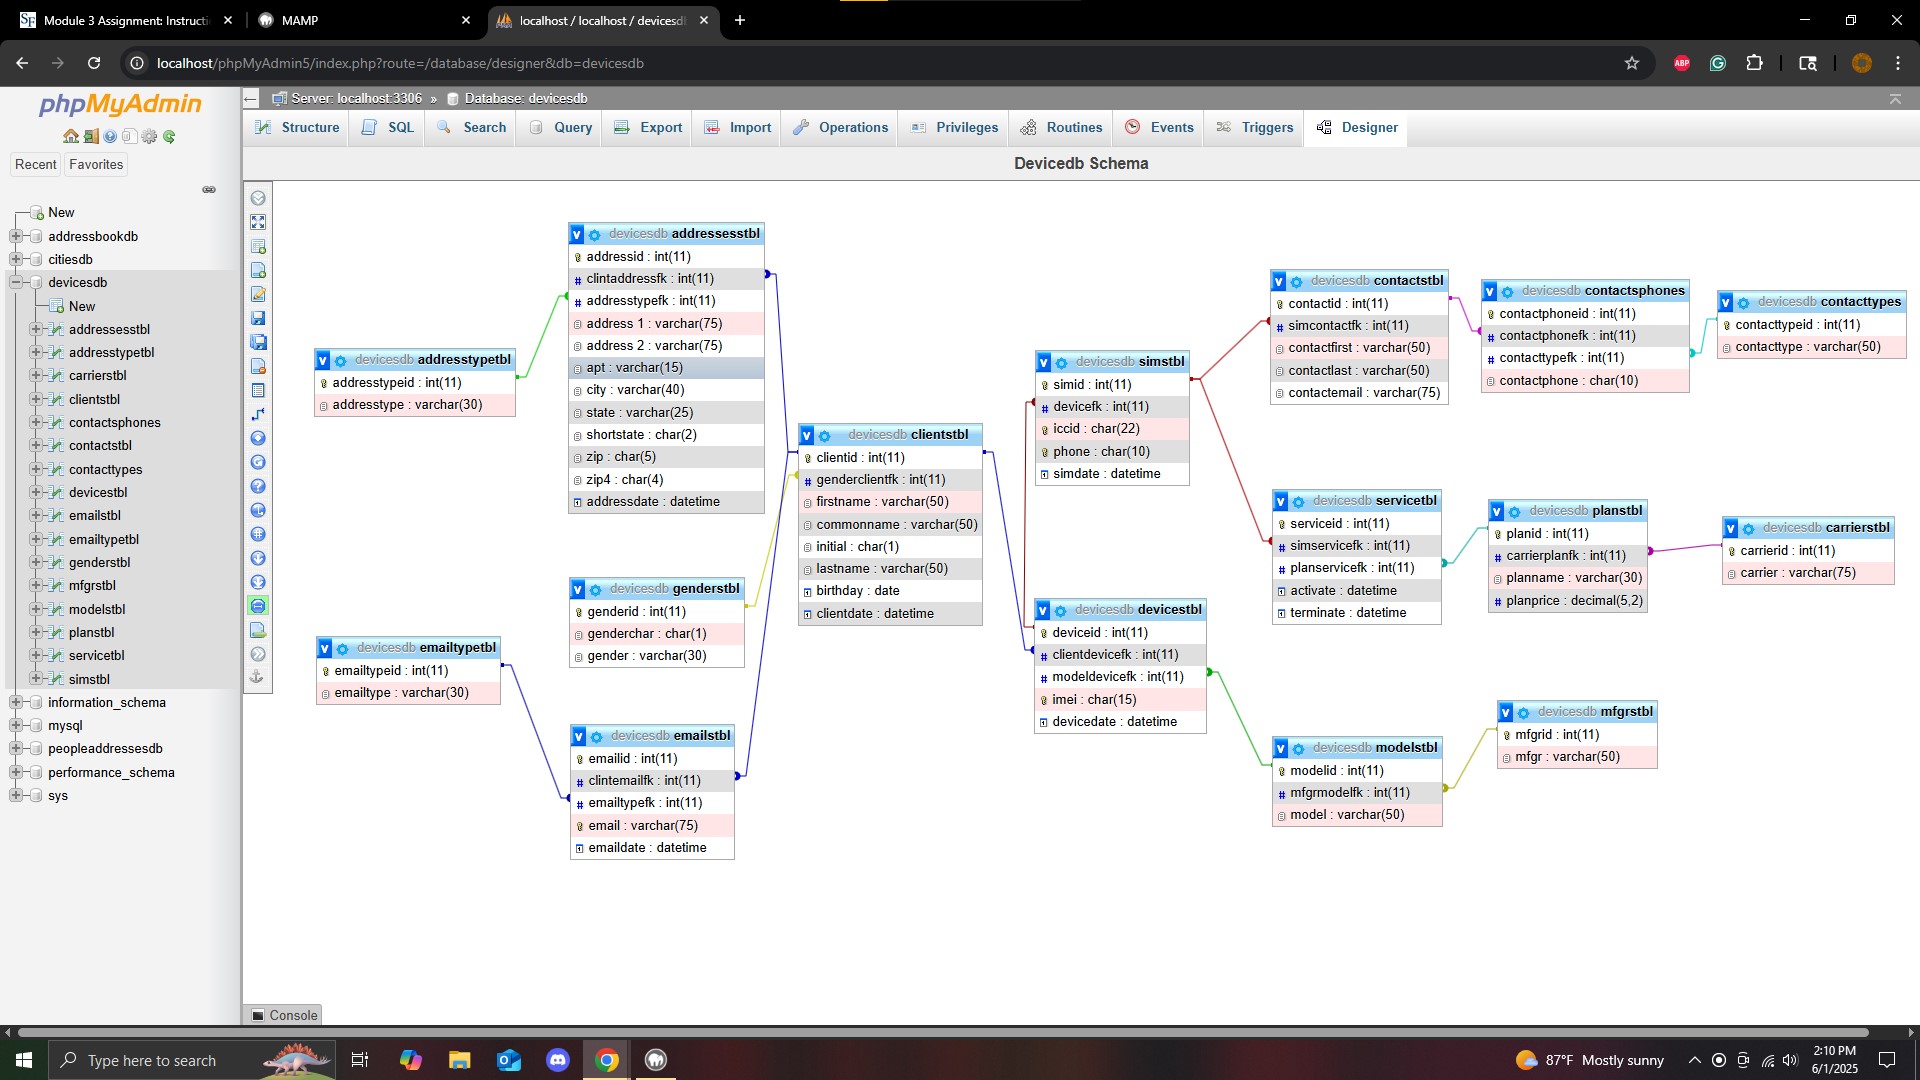 Module 3 Assignment: Instructi
MAMP
localhost / localhost / devicesd
localhost/phpMyAdmin5/index.php?route=/database/designer&db=devicesdb
ABP
phpMyAdmin
Recent
Favorites
New
addressbookdb
citiesdb
devicesdb
New
addressesstbl
addresstypetbl
carrierstbl
clientstbl
contactsphones
contactstbl
contacttypes
devicestbl
emailstbl
emailtypetbl
genderstbl
mfgrstbl
modelstbl
planstbl
servicetbl
simstbl
information_schema
mysql
peopleaddressesdb
performance_schema
sys
Server: localhost:3306 » Database: devicesdb
Structure
SQL
Search
Query
Export
Import
Operations
Privileges
Routines
Events
Triggers
Designer
Devicedb Schema
devicesdb addresstypetbl
addresstypeid : int(11)
addresstype : varchar(30)
devicesdb emailtypetbl
emailtypeid : int(11)
emailtype : varchar(30)
devicesdb addressesstbl
addressid : int(11)
clintaddressfk : int(11)
addresstypefk : int(11)
address 1 : varchar(75)
address 2 : varchar(75)
apt : varchar(15)
city : varchar(40)
state : varchar(25)
shortstate : char(2)
zip : char(5)
zip4 : char(4)
addressdate : datetime
devicesdb genderstbl
genderid : int(11)
genderchar : char(1)
gender : varchar(30)
devicesdb emailstbl
emailid : int(11)
clintemailfk : int(11)
emailtypefk : int(11)
email : varchar(75)
emaildate : datetime
devicesdb clientstbl
clientid : int(11)
genderclientfk : int(11)
firstname : varchar(50)
commonname : varchar(50)
initial : char(1)
lastname : varchar(50)
birthday : date
clientdate : datetime
devicesdb simstbl
simid : int(11)
devicefk : int(11)
iccid : char(22)
phone : char(10)
simdate : datetime
devicesdb devicestbl
deviceid : int(11)
clientdevicefk : int(11)
modeldevicefk : int(11)
imei : char(15)
devicedate : datetime
devicesdb contactstbl
contactid : int(11)
simcontactfk : int(11)
contactfirst : varchar(50)
contactlast : varchar(50)
contactemail : varchar(75)
devicesdb servicetbl
serviceid : int(11)
simservicefk : int(11)
planservicefk : int(11)
activate : datetime
terminate : datetime
devicesdb modelstbl
modelid : int(11)
mfgrmodelfk : int(11)
model : varchar(50)
devicesdb contactsphones
contactphoneid : int(11)
contactphonefk : int(11)
contacttypefk : int(11)
contactphone : char(10)
devicesdb planstbl
planid : int(11)
carrierplanfk : int(11)
planname : varchar(30)
planprice : decimal(5,2)
devicesdb mfgrstbl
mfgrid : int(11)
mfgr : varchar(50)
devicesdb contacttypes
contacttypeid : int(11)
contacttype : varchar(50)
devicesdb carrierstbl
carrierid : int(11)
carrier : varchar(75)
Console
Type here to search
87°F Mostly sunny
2:10 PM
6/1/2025